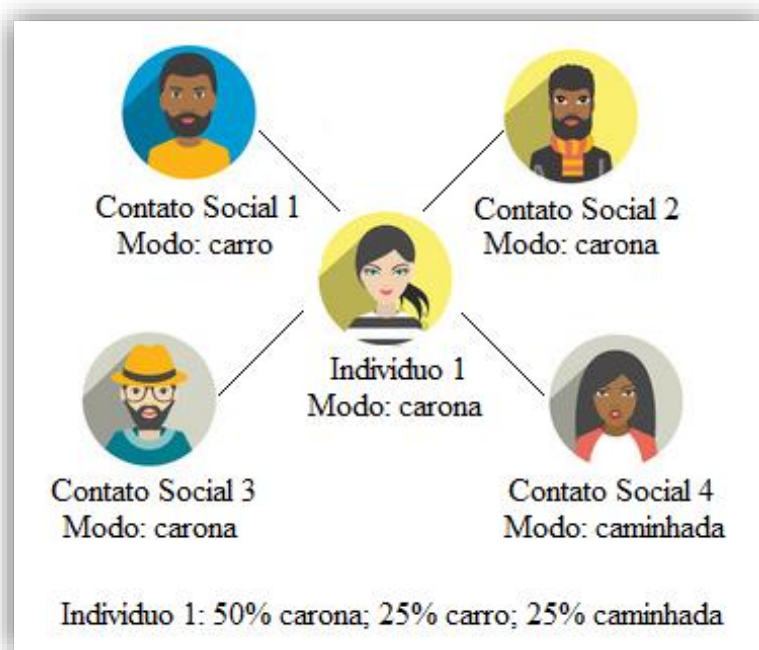 Contato Social 1
Modo: carro
Contato Social 2
Modo: carona
Indivíduo 1
Modo: carona
Contato Social 3
Modo: carona
Contato Social 4
Modo: caminhada
Individuo 1: 50% carona; 25% carro; 25% caminhada